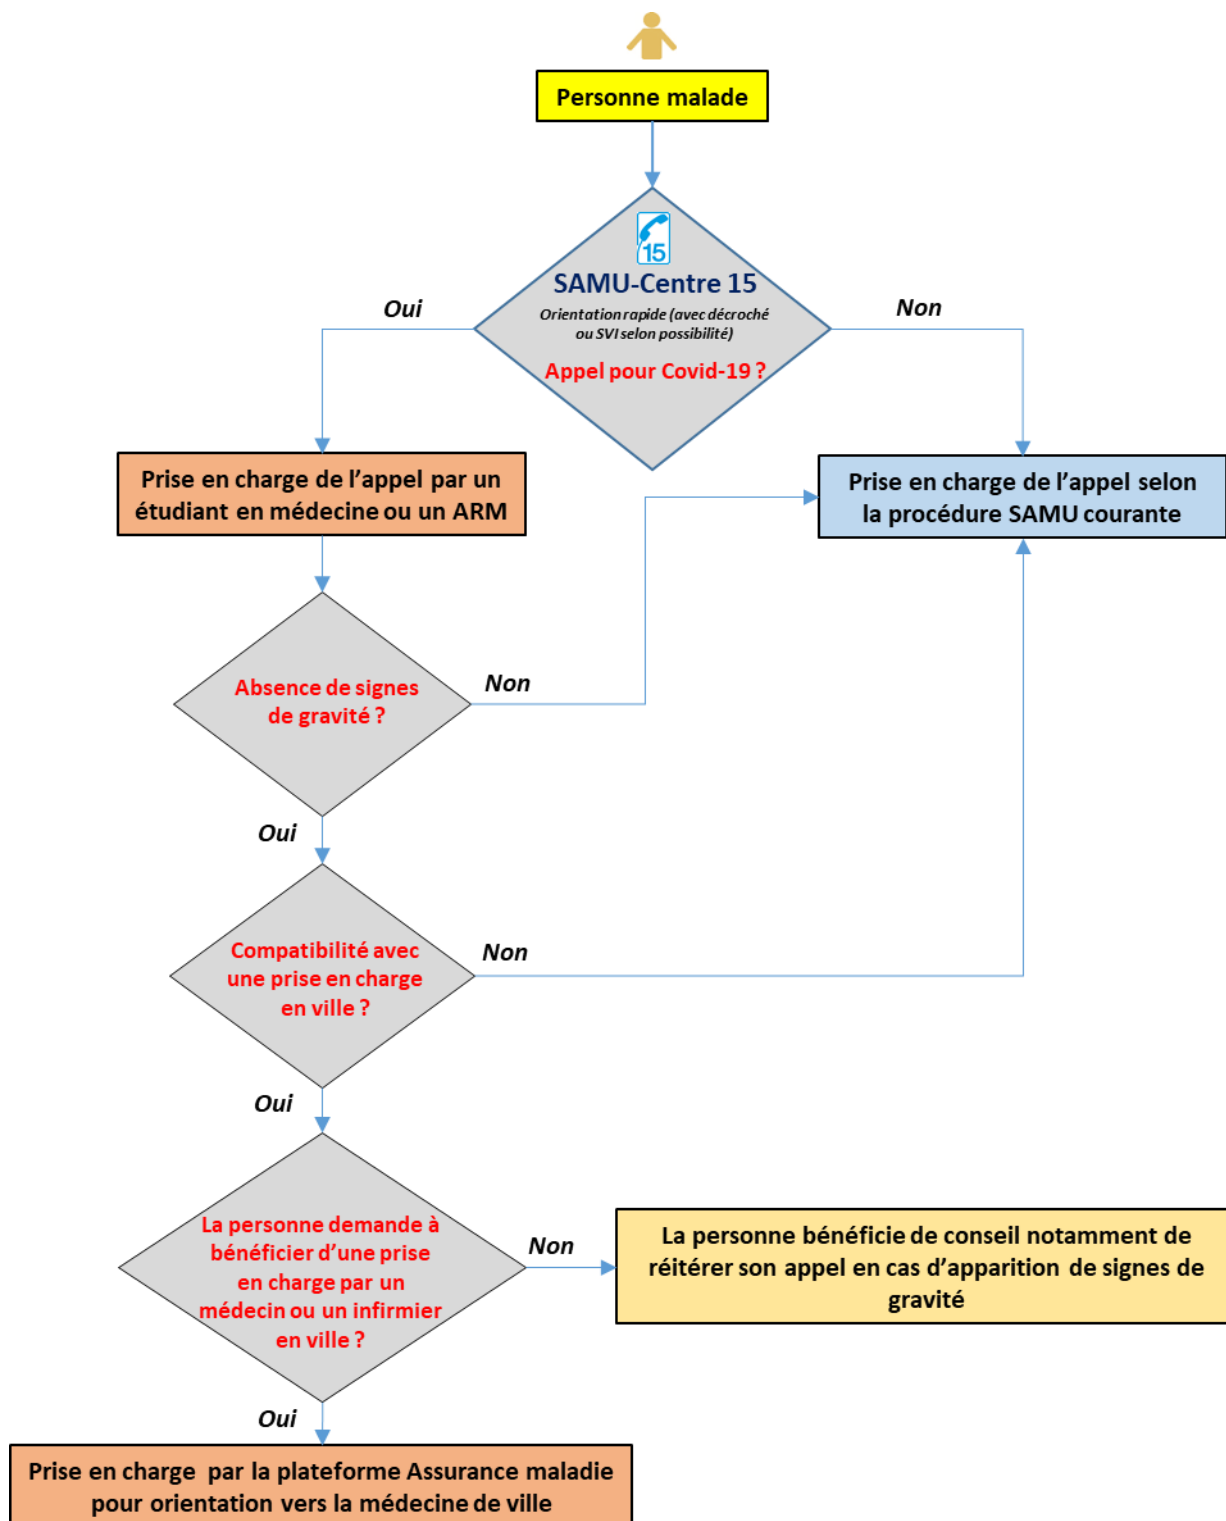 Personne malade
15
SAMU-Centre 15
Orientation rapide (avec décroché
ou SVI selon possibilité)
Appel pour Covid-19 ?
Oui
Non
Prise en charge de l’appel par un
étudiant en médecine ou un ARM
Prise en charge de l’appel selon
la procédure SAMU courante
Absence de signes
de gravité ?
Non
Oui
Compatibilité avec
une prise en charge
en ville ?
Non
Oui
La personne demande à
bénéficier d’une prise
en charge par un
médecin ou un infirmier
en ville ?
Non
La personne bénéficie de conseil notamment de
réitérer son appel en cas d’apparition de signes de
gravité
Oui
Prise en charge par la plateforme Assurance maladie
pour orientation vers la médecine de ville